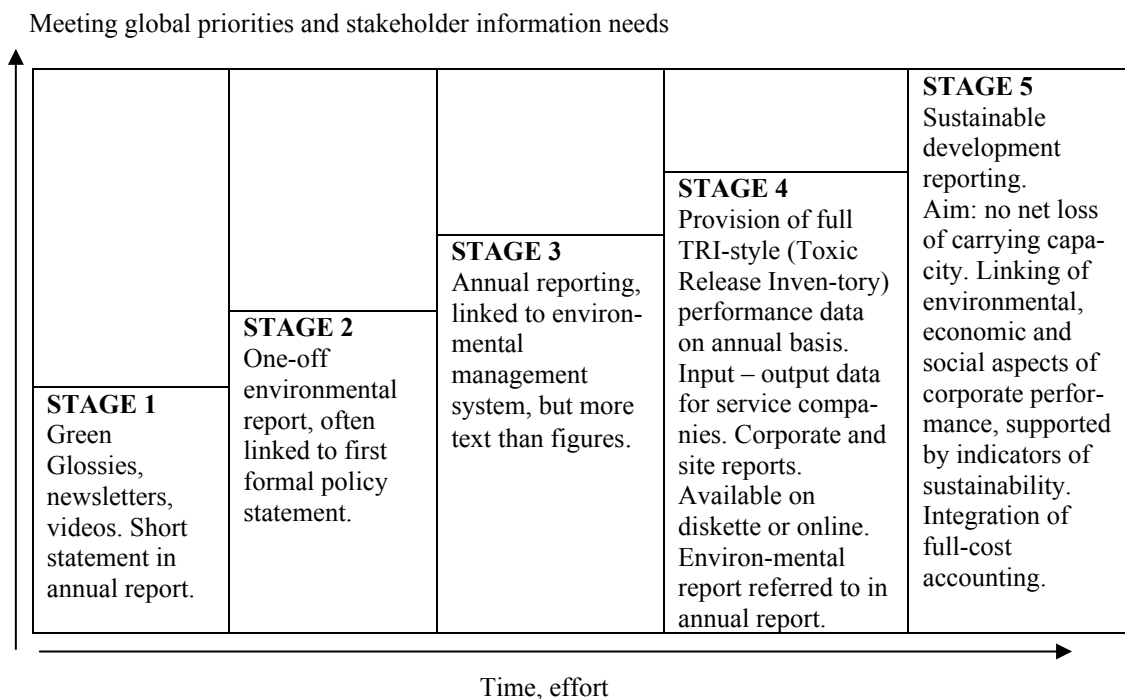 Meeting global priorities and stakeholder information needs
STAGE 1
Green
Glossies,
newsletters,
videos. Short
statement in
annual report.
STAGE 2
One-off
environmental
report, often
linked to first
formal policy
statement.
STAGE 3
Annual reporting,
linked to environ-
mental
management
system, but more
text than figures.
STAGE 4
Provision of full
TRI-style (Toxic
Release Inven-tory)
performance data
on annual basis.
Input – output data
for service compa-
nies. Corporate and
site reports.
Available on
diskette or online.
Environ-mental
report referred to in
annual report.
STAGE 5
Sustainable
development
reporting.
Aim: no net loss
of carrying capa-
city. Linking of
environmental,
economic and
social aspects of
corporate perfor-
mance, supported
by indicators of
sustainability.
Integration of
full-cost
accounting.
Time, effort